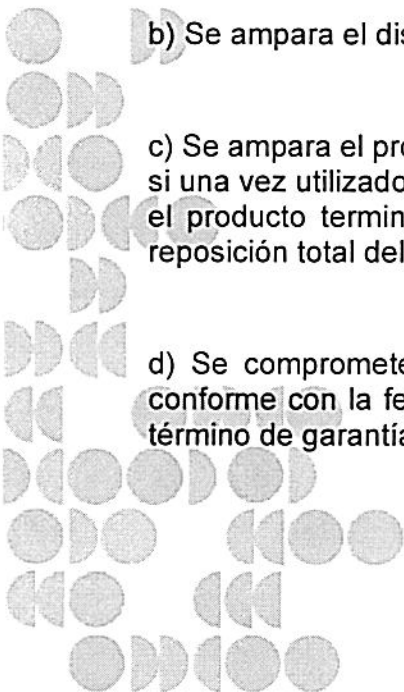 b) Se ampara el dis
c) Se ampara el pro
si una vez utilizado
el producto termin
reposición total del
d) Se compromete
conforme con la fe
término de garantía